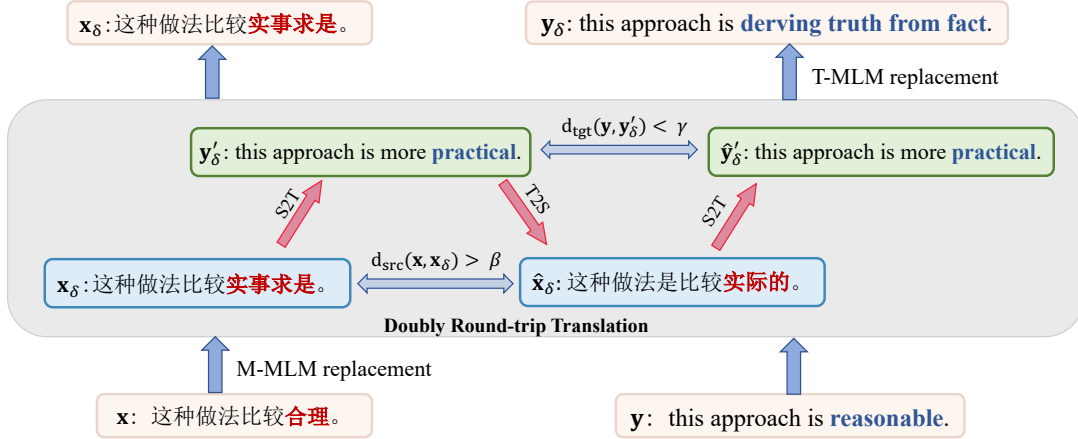 x_δ: 这种做法比较实事求是。
y_δ: this approach is derving truth from fact.
T-MLM replacement
y′_δ: this approach is more practical.
d_tgt(y, y′_δ) < γ
ŷ′_δ: this approach is more practical.
S2T
T2S
S2T
x_δ: 这种做法比较实事求是。
d_src(x, x_δ) > β
x̂_δ: 这种做法是比较实际的。
Doubly Round-trip Translation
M-MLM replacement
x: 这种做法比较合理。
y: this approach is reasonable.